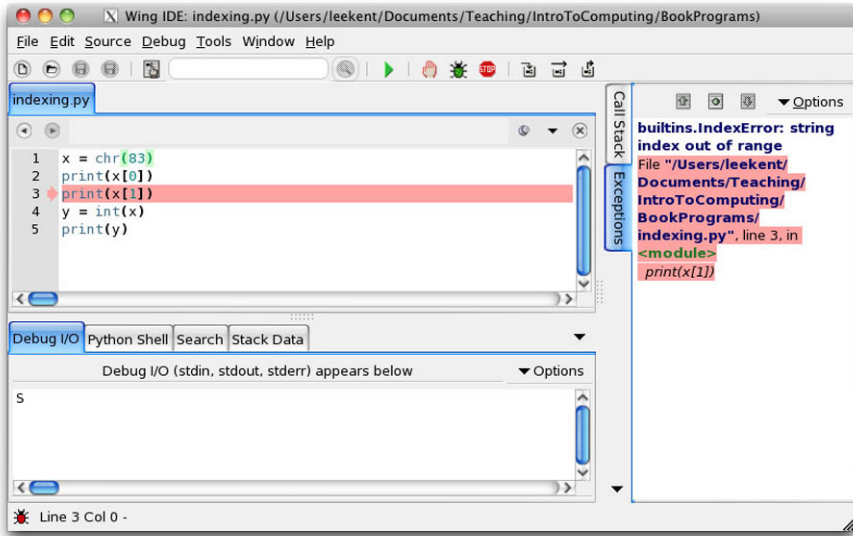 X Wing IDE: indexing.py (/Users/leekent/Documents/Teaching/IntroToComputing/BookPrograms)
File Edit Source Debug Tools Window Help
STOP
indexing.py
1 x = chr(83)
2 print(x[0])
3 print(x[1])
4 y = int(x)
5 print(y)
Debug I/O Python Shell Search Stack Data
Debug I/O (stdin, stdout, stderr) appears below Options
S
Line 3 Col 0 -
Call Stack
Exceptions
Options
builtins.IndexError: string
index out of range
File "/Users/leekent/
Documents/Teaching/
IntroToComputing/
BookPrograms/
indexing.py", line 3, in
<module>
print(x[1])